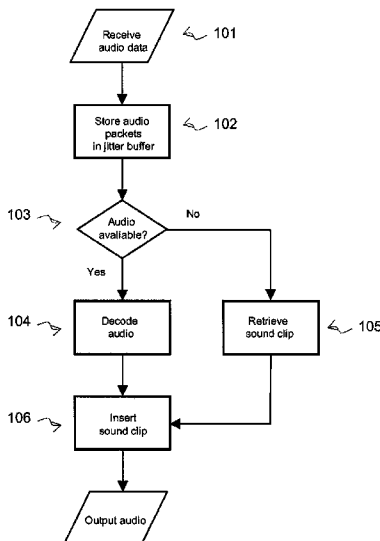 Receive
audio data
101
Store audio
packets
in jitter buffer
102
103
Audio
avaliable?
No
Yes
104
Decode
audio
Retrieve
sound clip
105
106
Insert
sound clip
Output audio